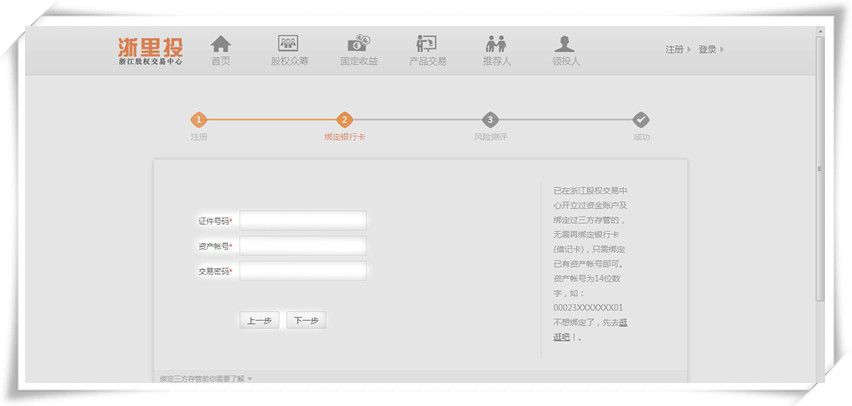 浙里投
浙江股权交易中心
首页
股权众筹
固定收益
产品交易
推荐人
领投人
注册
登录
1
2
3
注册
绑定银行卡
风险测评
成功
证件号码*
资产帐号*
交易密码*
上一步
下一步
已在浙江股权交易中
心开立过资金账户及
绑定过三方存管的，
无需再绑定银行卡
(借记卡)，只需绑定
已有资产帐号即可。
资产帐号为14位数
字，如：
00023XXXXXXX01
不想绑定了，先去逛
逛吧！。
绑定三方存管前你需要了解